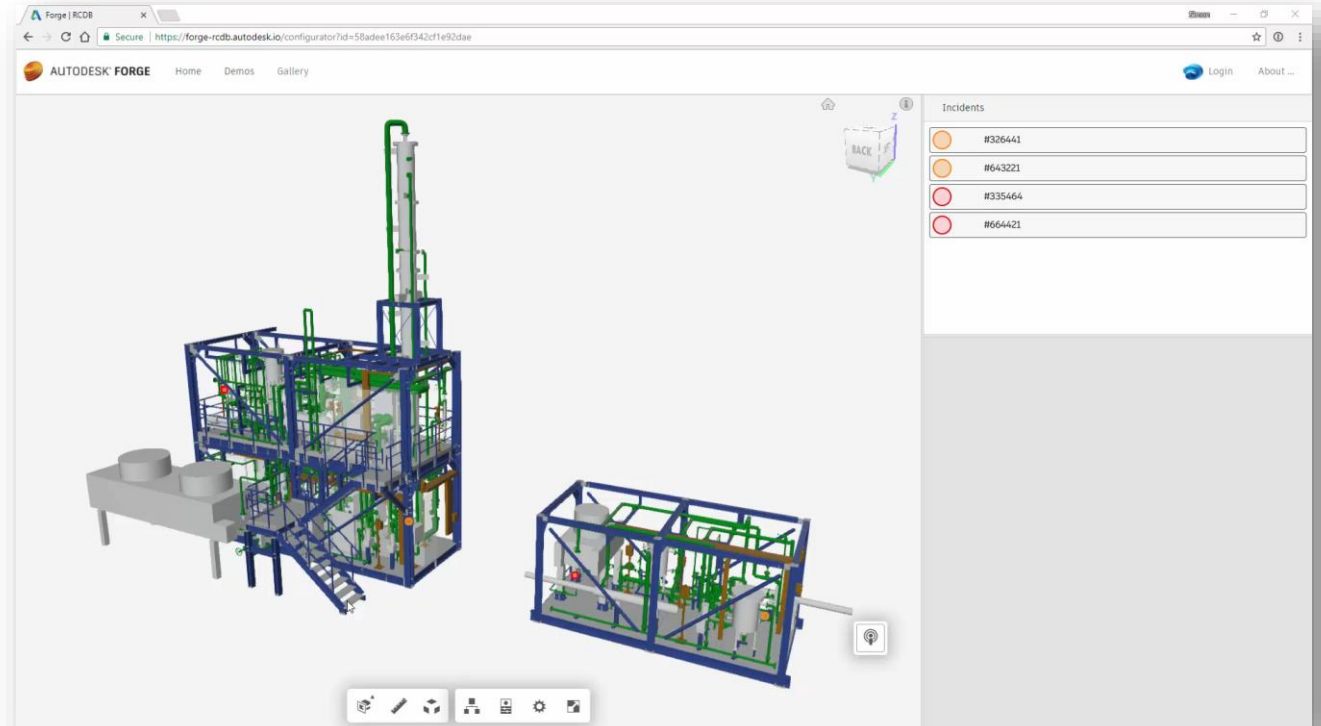 Forge | RCDB
Secure | https://forge-rcdb.autodesk.io/configurator?id=58adee163e6f342cf1e92dae
AUTODESK® FORGE Home Demos Gallery Login About ...
Incidents
#326441
#643221
#335464
#664421
Z
BACK
Y